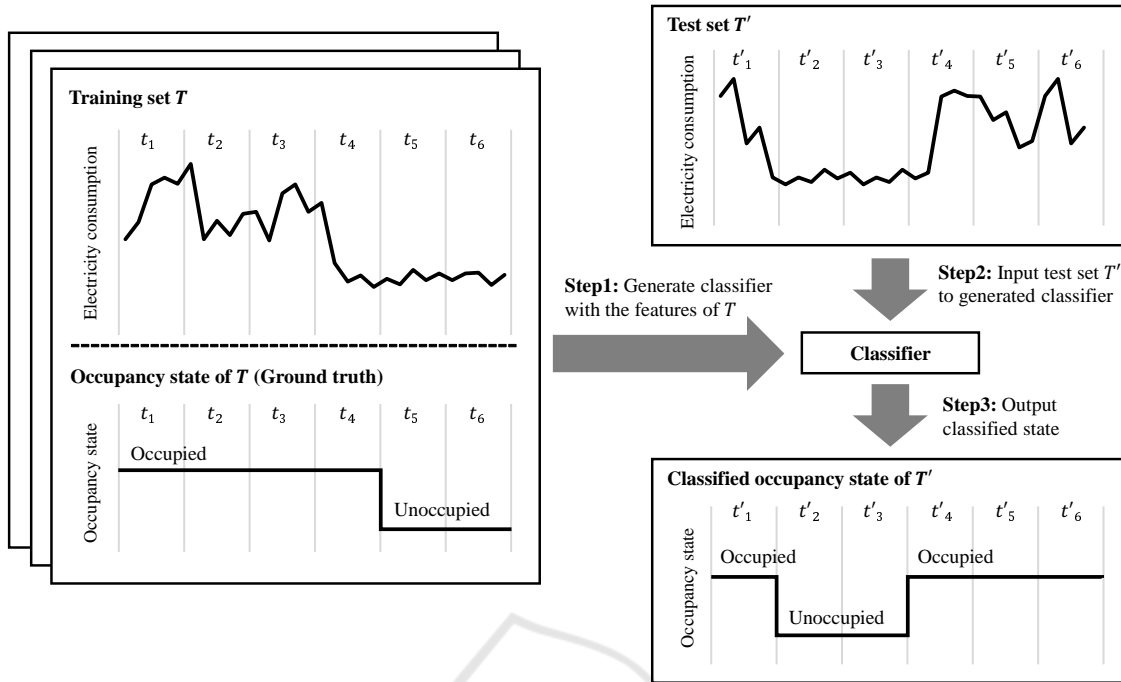 Training set T
Electricity consumption
t₁ t₂ t₃ t₄ t₅ t₆
Occupancy state of T (Ground truth)
Occupancy state
t₁ t₂ t₃ t₄ t₅ t₆
Occupied
Unoccupied
Step1: Generate classifier
with the features of T
Test set T′
Electricity consumption
t′₁ t′₂ t′₃ t′₄ t′₅ t′₆
Step2: Input test set T′
to generated classifier
Classifier
Step3: Output
classified state
Classified occupancy state of T′
Occupancy state
t′₁ t′₂ t′₃ t′₄ t′₅ t′₆
Occupied Occupied
Unoccupied